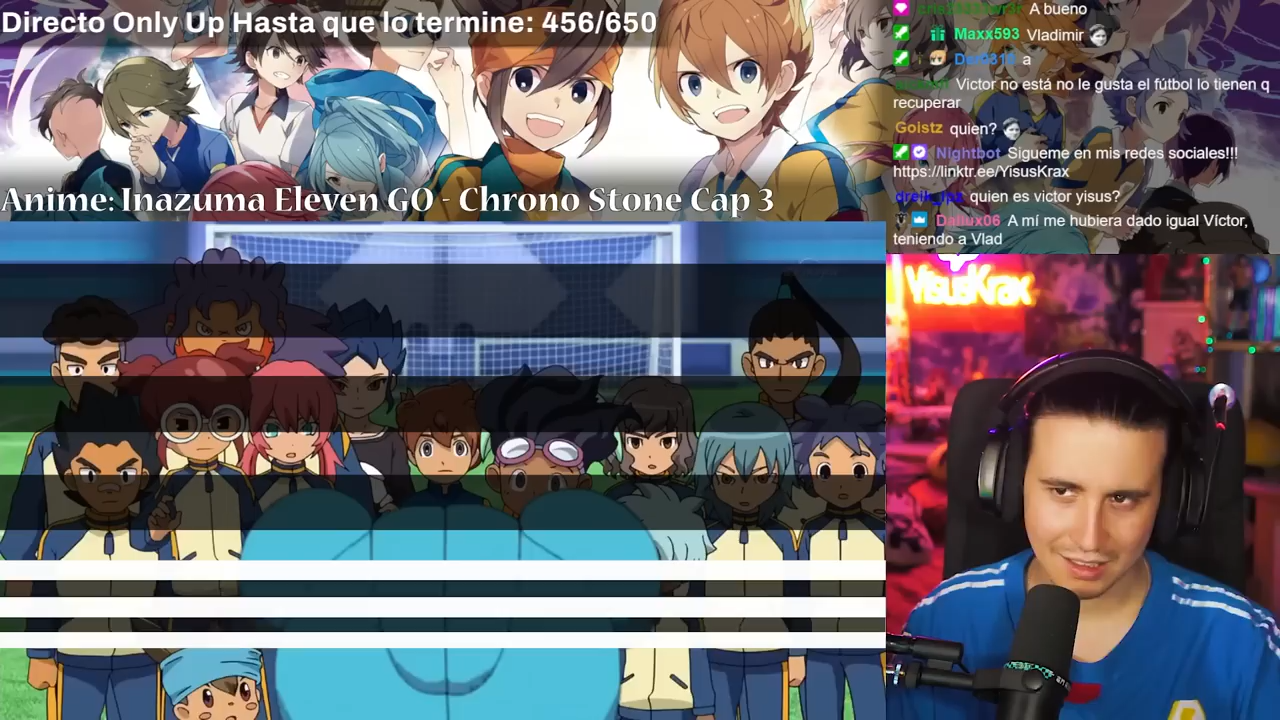 Directo Only Up Hasta que lo termine: 456/650
Anime: Inazuma Eleven GO - Chrono Stone Cap 3
A bueno
Maxx593 Vladimir
a
Victor no está no le gusta el fútbol lo tienen q
recuperar
Goistz quien?
Nightbot Sigueme en mis redes sociales!!!
https://linktr.ee/YisusKrax
quien es victor yisus?
Dallux06 A mí me hubiera dado igual Víctor,
teniendo a Vlad
YisusKrax